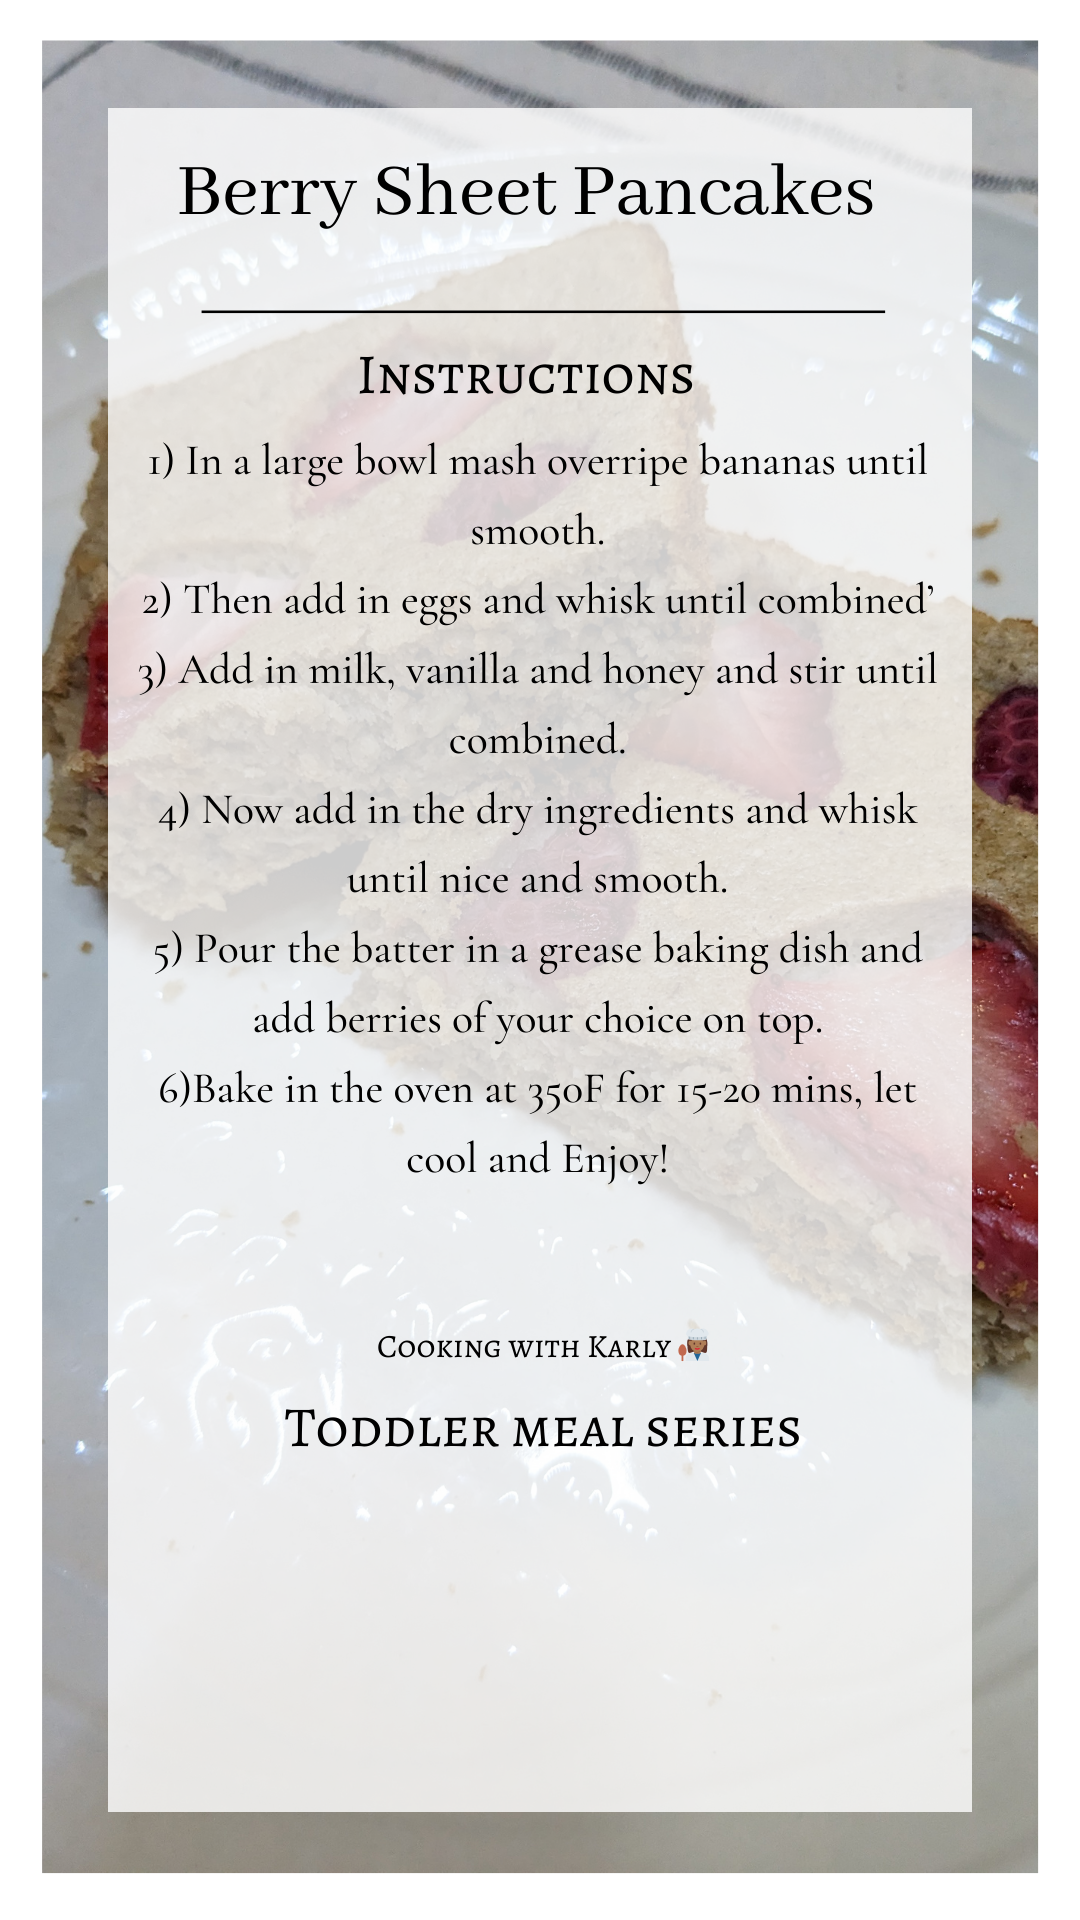 Berry Sheet Pancakes
Instructions
1) In a large bowl mash overripe bananas until
smooth.
2) Then add in eggs and whisk until combined’
3) Add in milk, vanilla and honey and stir until
combined.
4) Now add in the dry ingredients and whisk
until nice and smooth.
5) Pour the batter in a grease baking dish and
add berries of your choice on top.
6)Bake in the oven at 350F for 15-20 mins, let
cool and Enjoy!
Cooking with Karly
Toddler meal series